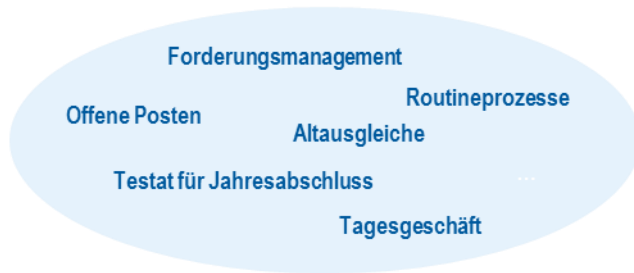 Forderungsmanagement
Routineprozesse
Offene Posten
Altausgleiche
Testat für Jahresabschluss
...
Tagesgeschäft